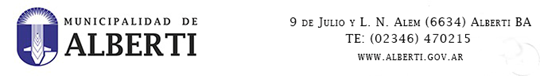 MUNICIPALIDAD DE
ALBERTI
9 DE JULIO Y L. N. ALEM (6634) ALBERTI BA
TE: (02346) 470215
WWW.ALBERTI.GOV.AR